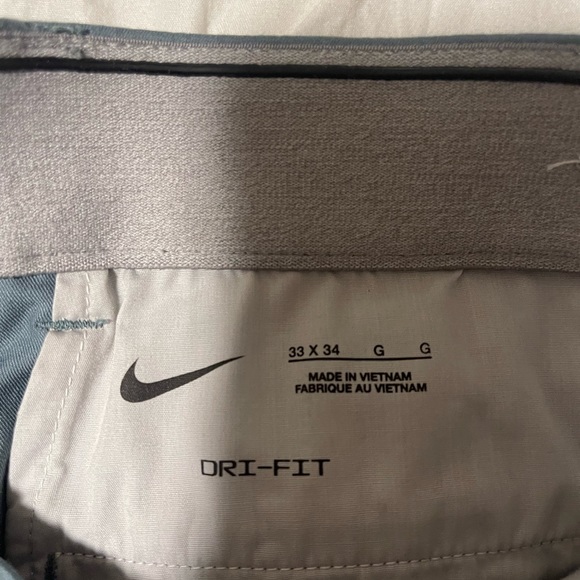 33 X 34 G G
MADE IN VIETNAM
FABRIQUE AU VIETNAM
DRI-FIT